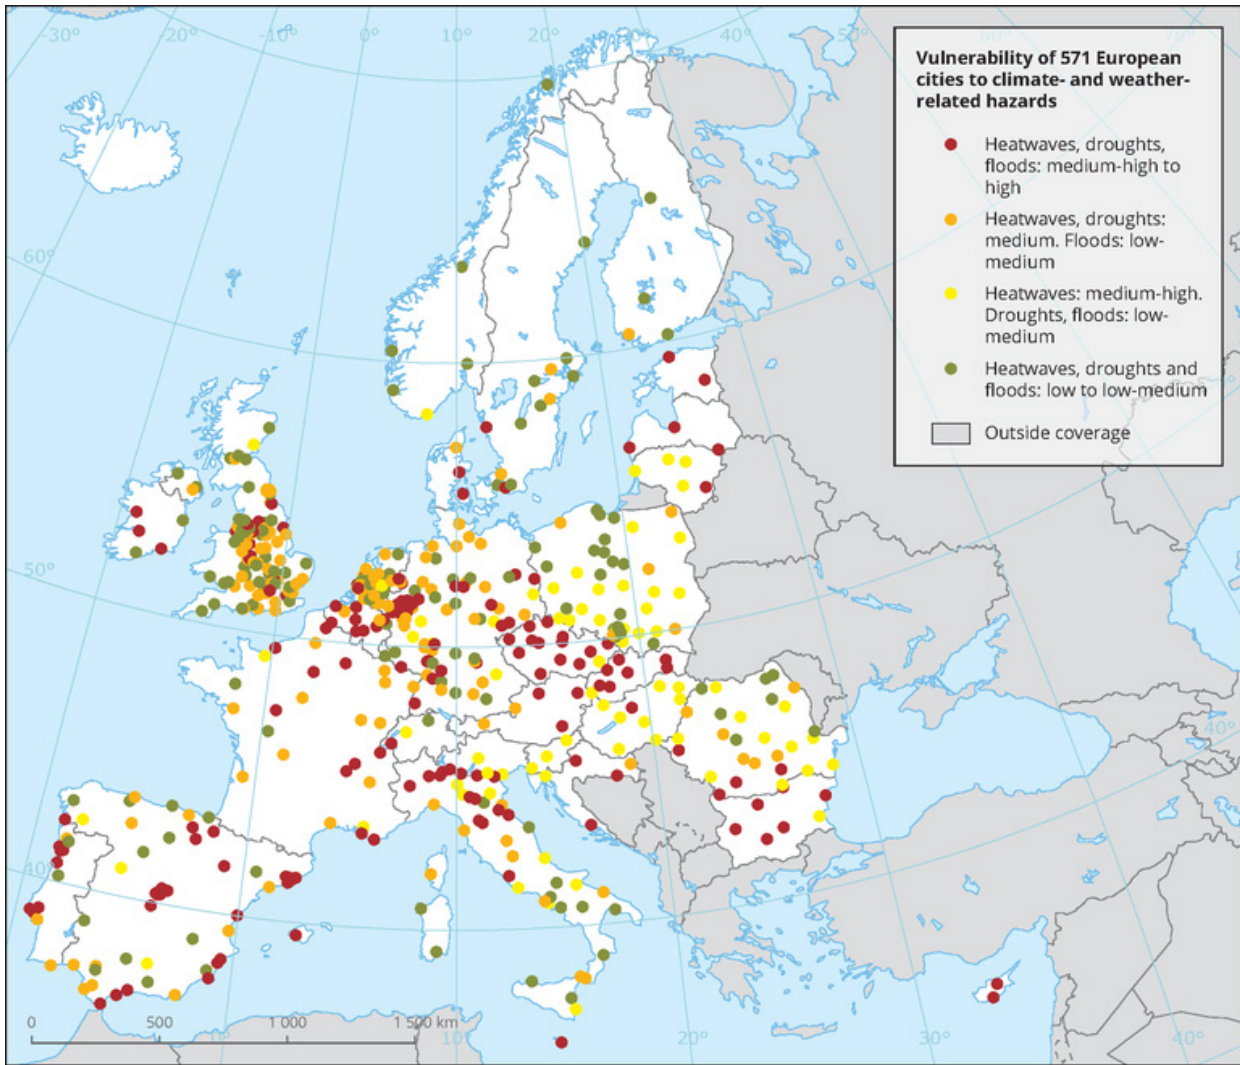 -30°
-20°
-10°
0°
10°
20°
30°
40°
50°
60°
50°
40°
Vulnerability of 571 European
cities to climate- and weather-
related hazards
Heatwaves, droughts,
floods: medium-high to
high
Heatwaves, droughts:
medium. Floods: low-
medium
Heatwaves: medium-high.
Droughts, floods: low-
medium
Heatwaves, droughts and
floods: low to low-medium
Outside coverage
40°
0
500
1 000
1 500 km
10°
20°
30°
40°